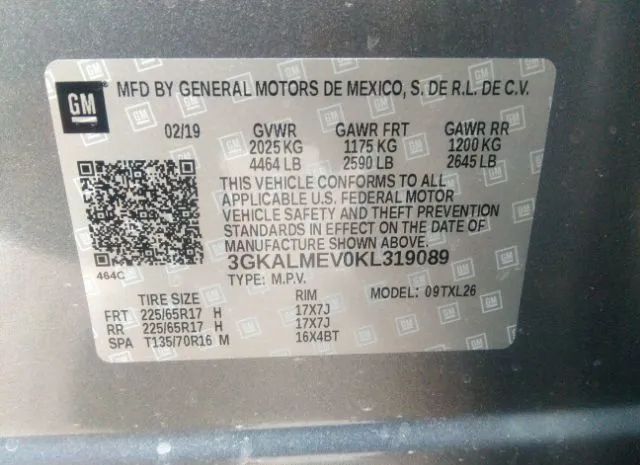 GM
MFD BY GENERAL MOTORS DE MEXICO, S. DE R.L. DE C.V.
02/19 GVWR GAWR FRT GAWR RR
2025 KG 1175 KG 1200 KG
4464 LB 2590 LB 2645 LB
THIS VEHICLE CONFORMS TO ALL
APPLICABLE U.S. FEDERAL MOTOR
VEHICLE SAFETY AND THEFT PREVENTION
STANDARDS IN EFFECT ON THE DATE OF
MANUFACTURE SHOWN ABOVE.
464C
3GKALMEV0KL319089
TYPE: M.P.V. MODEL: 09TXL26
TIRE SIZE RIM
FRT 225/65R17 H 17X7J
RR 225/65R17 H 17X7J
SPA T135/70R16 M 16X4BT